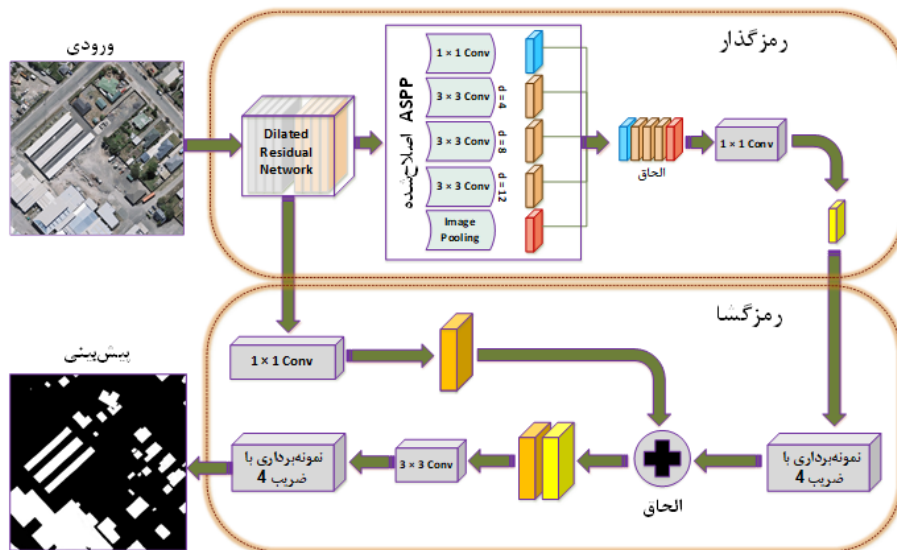 ورودی
رمزگذار
Dilated
Residual
Network
ASPP اصلاح‌شده
1 × 1 Conv
3 × 3 Conv
d=4
3 × 3 Conv
d=8
3 × 3 Conv
d=12
Image
Pooling
الحاق
1 × 1 Conv
رمزگشا
پیش‌بینی
1 × 1 Conv
نمونه‌برداری با
ضریب 4
الحاق
3 × 3 Conv
نمونه‌برداری با
ضریب 4